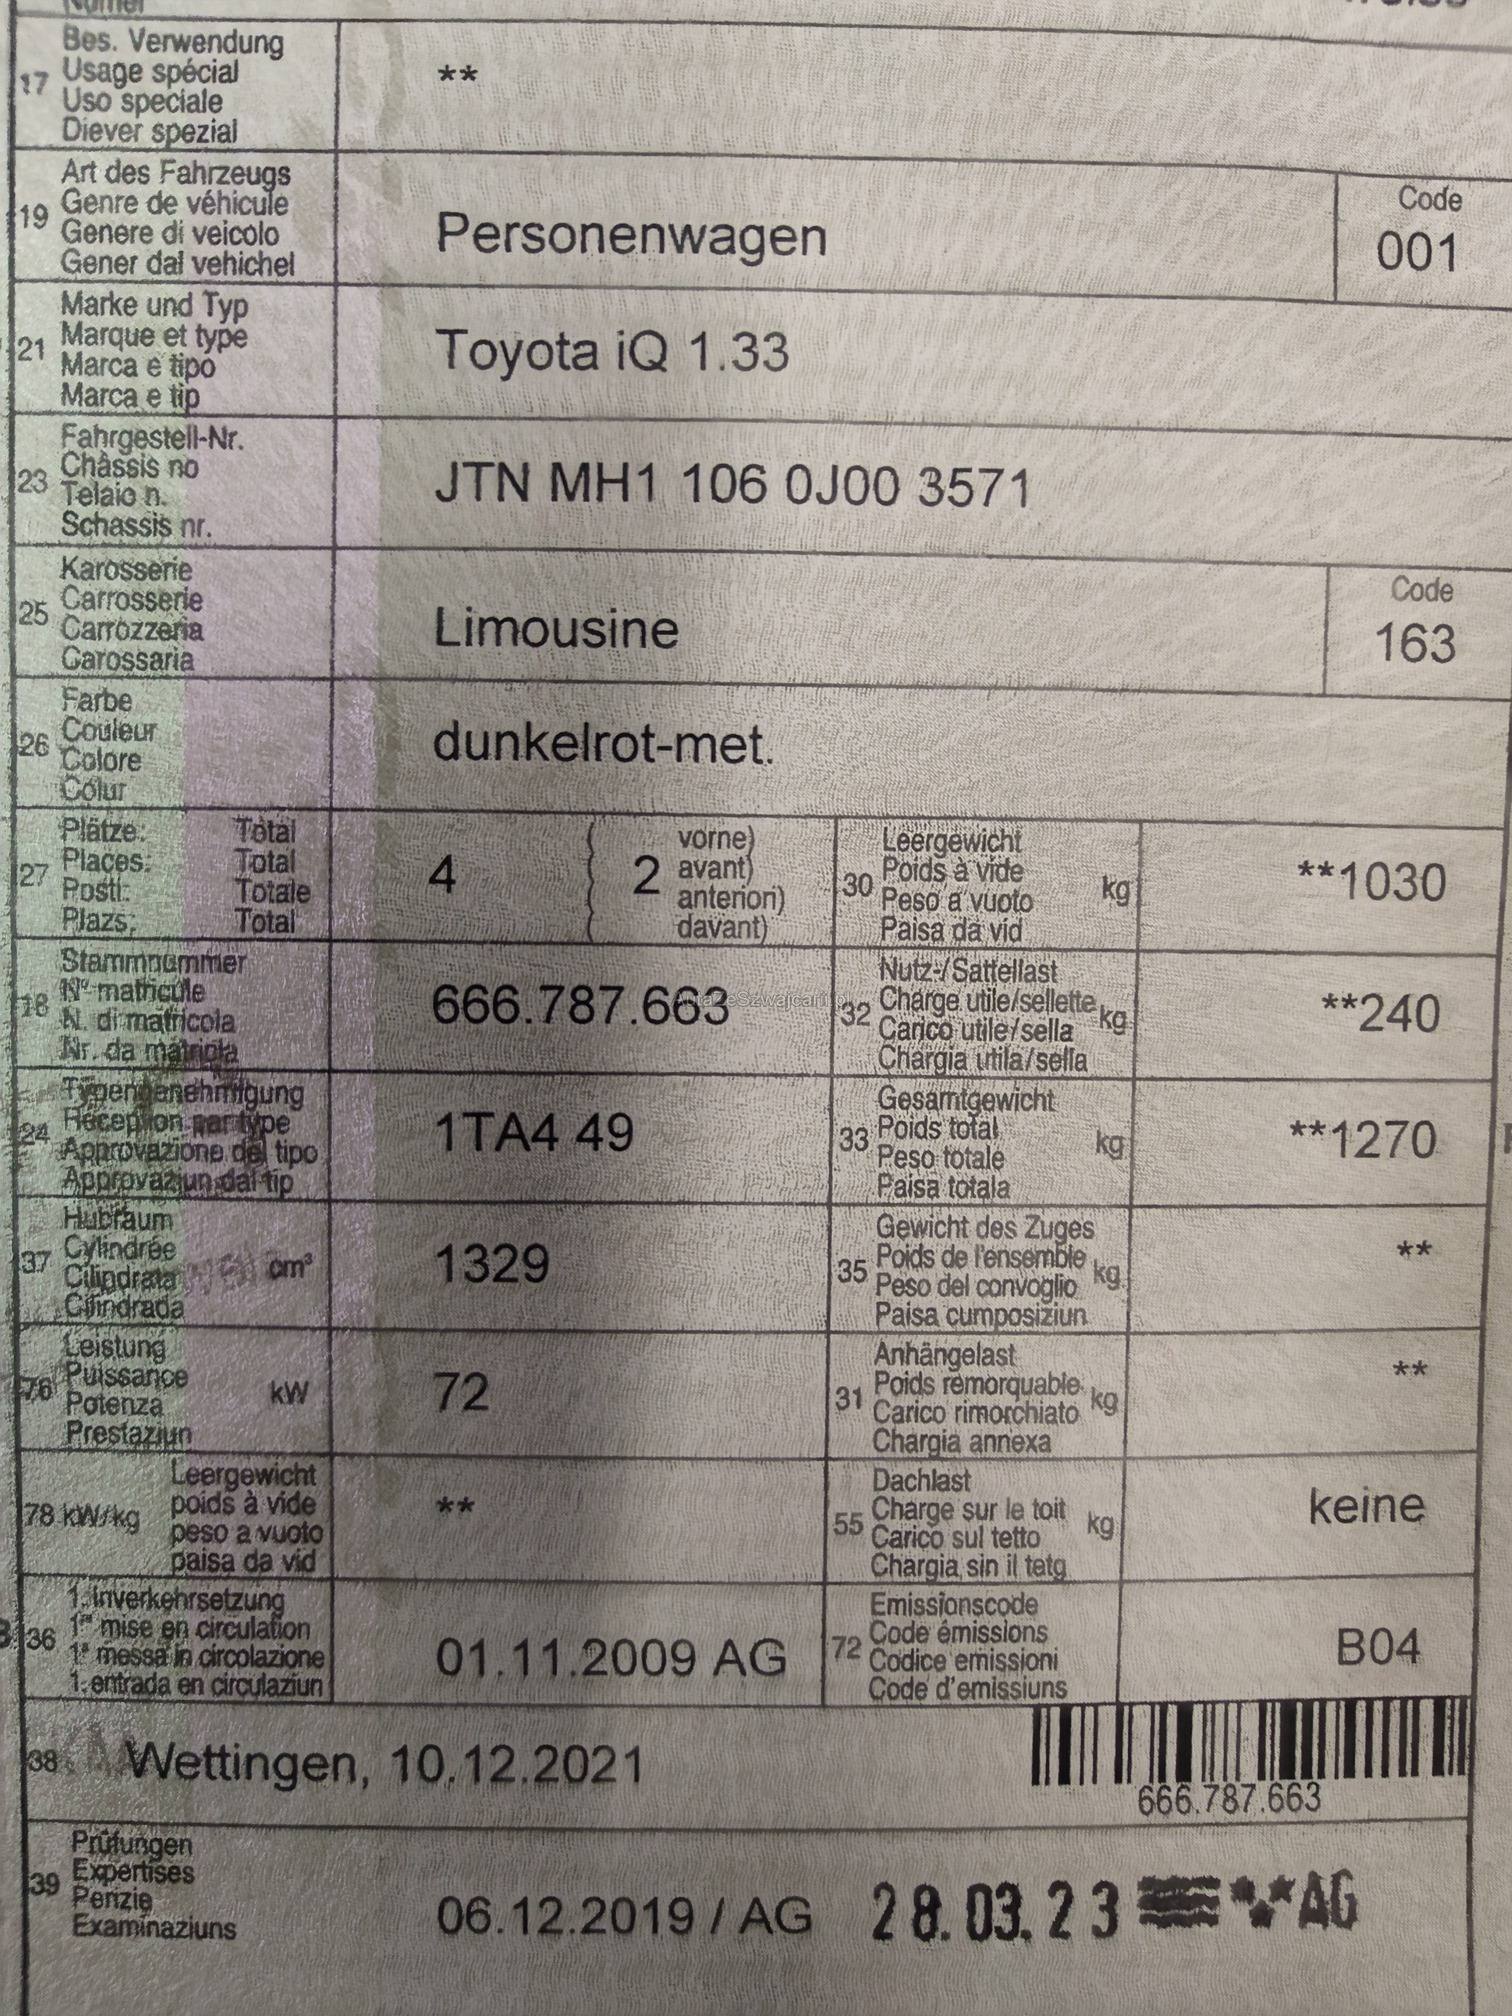 17 Bes. Verwendung
Usage spécial
Uso speciale
Diever spezial
**
19 Art des Fahrzeugs
Genre de véhicule
Genere di veicolo
Gener dal vehichel
Personenwagen
Code
001
21 Marke und Typ
Marque et type
Marca e tipo
Marca e tip
Toyota iQ 1.33
23 Fahrgestell-Nr.
Châssis no
Telaio n.
Schassis nr.
JTN MH1 106 0J00 3571
25 Karosserie
Carrosserie
Carrozzeria
Carossaria
Limousine
Code
163
26 Farbe
Couleur
Colore
Colur
dunkelrot-met.
27 Plätze: Total
Places: Total
Posti: Totale
Plazs: Total
4
2
vorne)
avant)
anteriori)
davant)
30 Leergewicht
Poids à vide
Peso a vuoto
Paisa da vid
kg
**1030
18 Stammnummer
N° matricule
N. di matricola
Nr. da matricla
666.787.663
32 Nutz-/Sattellast
Charge utile/sellette
Carico utile/sella
Chargia utila/sella
kg
**240
24 Typengenehmigung
Réception par type
Approvazione del tipo
Approvaziun dal tip
1TA4 49
33 Gesamtgewicht
Poids total
Peso totale
Paisa totala
kg
**1270
37 Hubraum
Cylindrée
Cilindrata
Cilindrada
cm³
1329
35 Gewicht des Zuges
Poids de l'ensemble
Peso del convoglio
Paisa cumposiziun
kg
**
76 Leistung
Puissance
Potenza
Prestaziun
kW
72
31 Anhängelast
Poids remorquable
Carico rimorchiato
Chargia annexa
kg
**
78 kW/kg
Leergewicht
poids à vide
peso a vuoto
paisa da vid
**
55 Dachlast
Charge sur le toit
Carico sul tetto
Chargia sin il tetg
kg
keine
36 1. Inverkehrsetzung
1re mise en circulation
1a messa in circolazione
1. entrada en circulaziun
01.11.2009 AG
72 Emissionscode
Code émissions
Codice emissioni
Code d'emissiuns
B04
38 Wettingen, 10.12.2021
666.787.663
39 Prüfungen
Expertises
Perizie
Examinaziuns
06.12.2019 / AG
28.03.23 AG